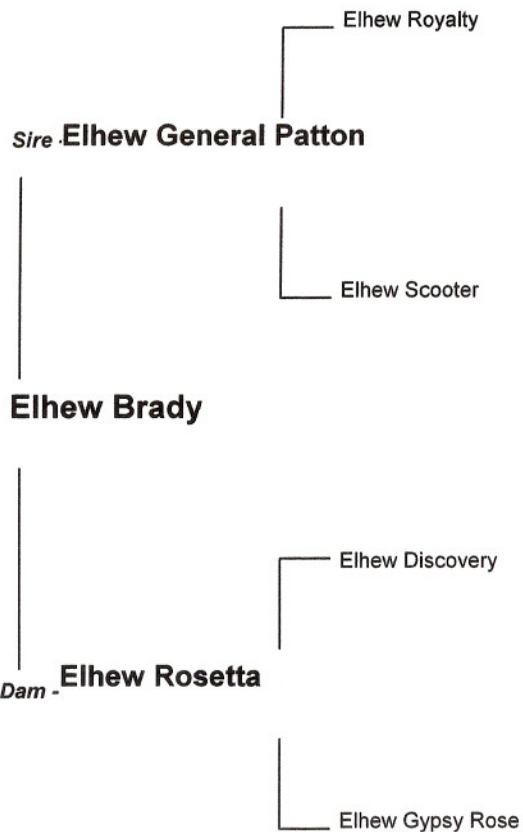 Elhew Royalty
Sire - Elhew General Patton
Elhew Scooter
Elhew Brady
Elhew Discovery
Dam - Elhew Rosetta
Elhew Gypsy Rose